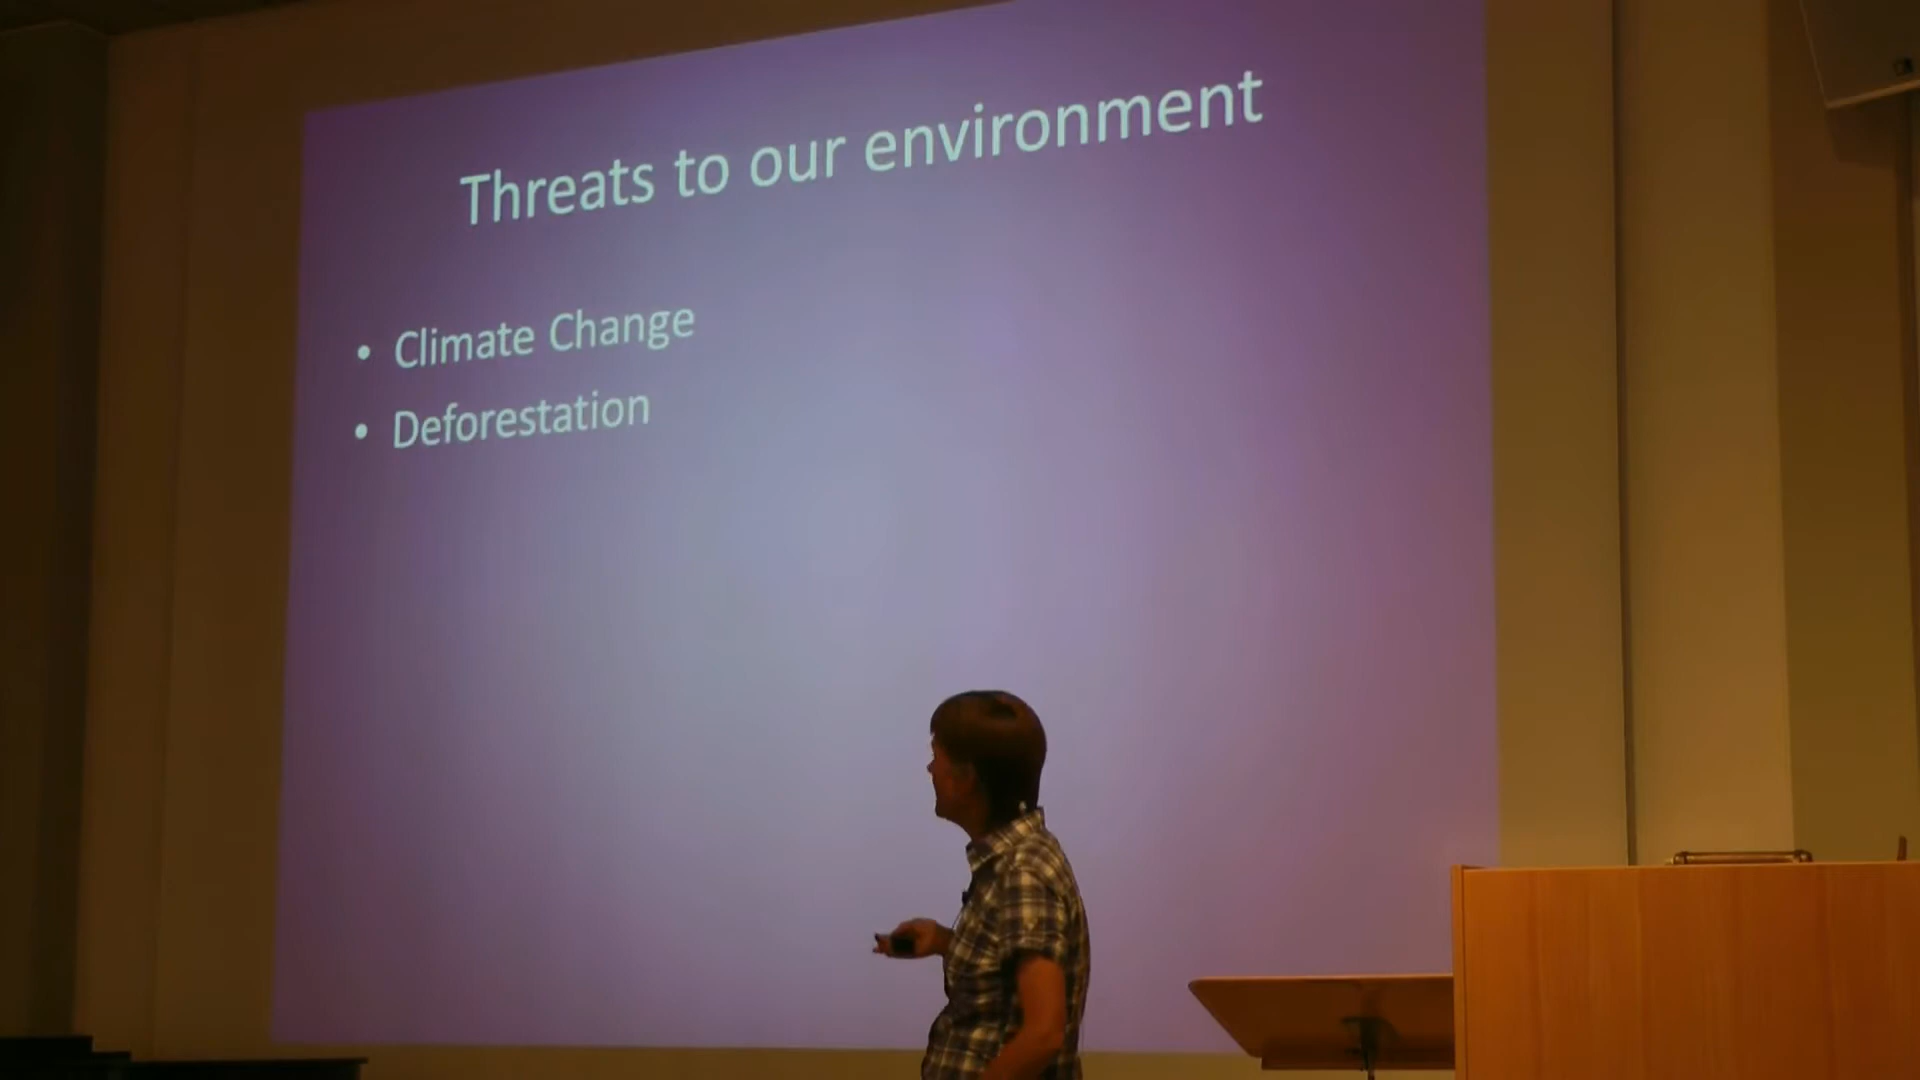 Threats to our environment
• Climate Change
• Deforestation